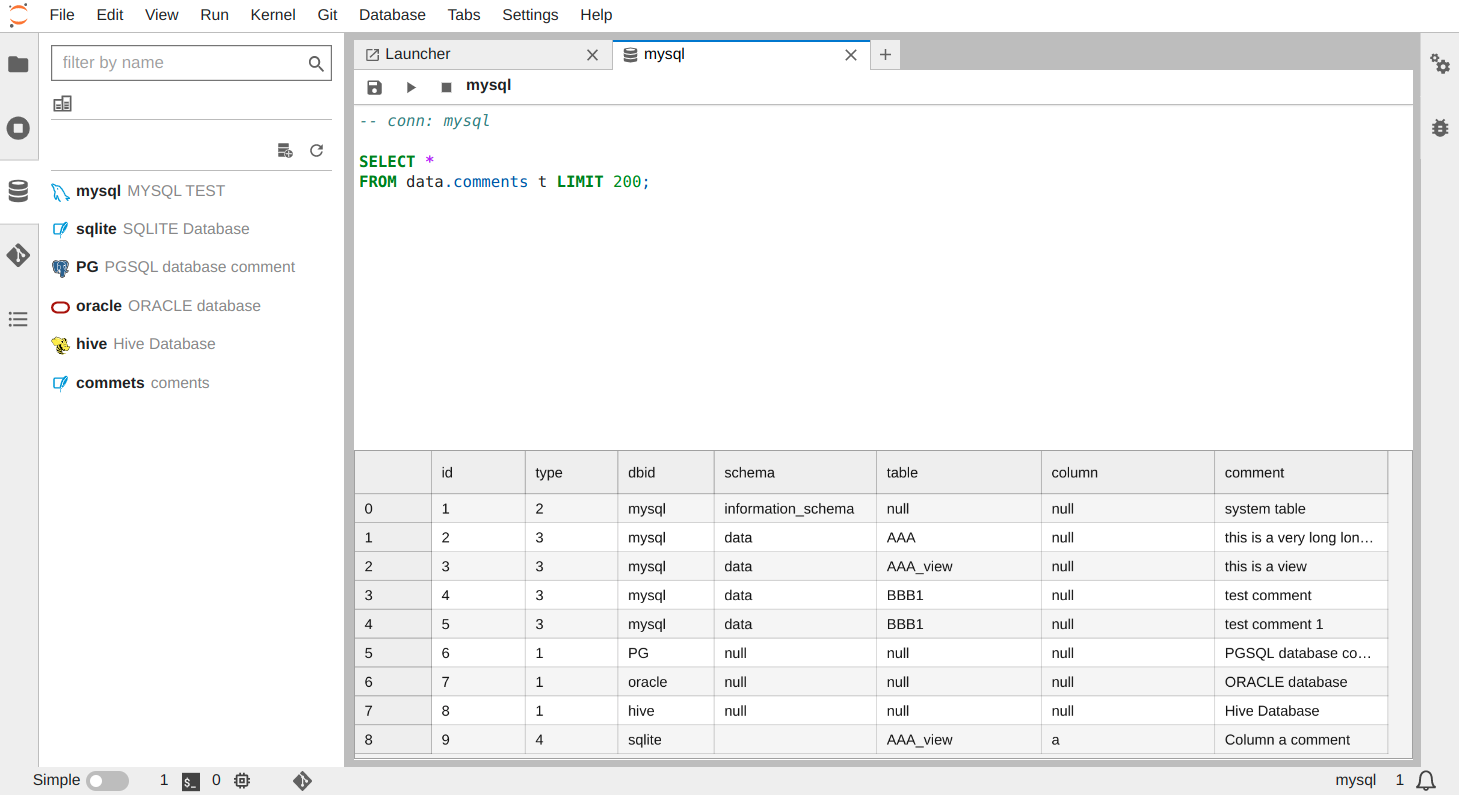 File Edit View Run Kernel Git Database Tabs Settings Help
filter by name
mysql MYSQL TEST
sqlite SQLITE Database
PG PGSQL database comment
oracle ORACLE database
hive Hive Database
commets coments
Launcher mysql
mysql
-- conn: mysql
SELECT *
FROM data.comments t LIMIT 200;
id type dbid schema table column comment
0 1 2 mysql information_schema null null system table
1 2 3 mysql data AAA null this is a very long lon…
2 3 3 mysql data AAA_view null this is a view
3 4 3 mysql data BBB1 null test comment
4 5 3 mysql data BBB1 null test comment 1
5 6 1 PG null null null PGSQL database co…
6 7 1 oracle null null null ORACLE database
7 8 1 hive null null null Hive Database
8 9 4 sqlite AAA_view a Column a comment
Simple 1 $_ 0 mysql 1